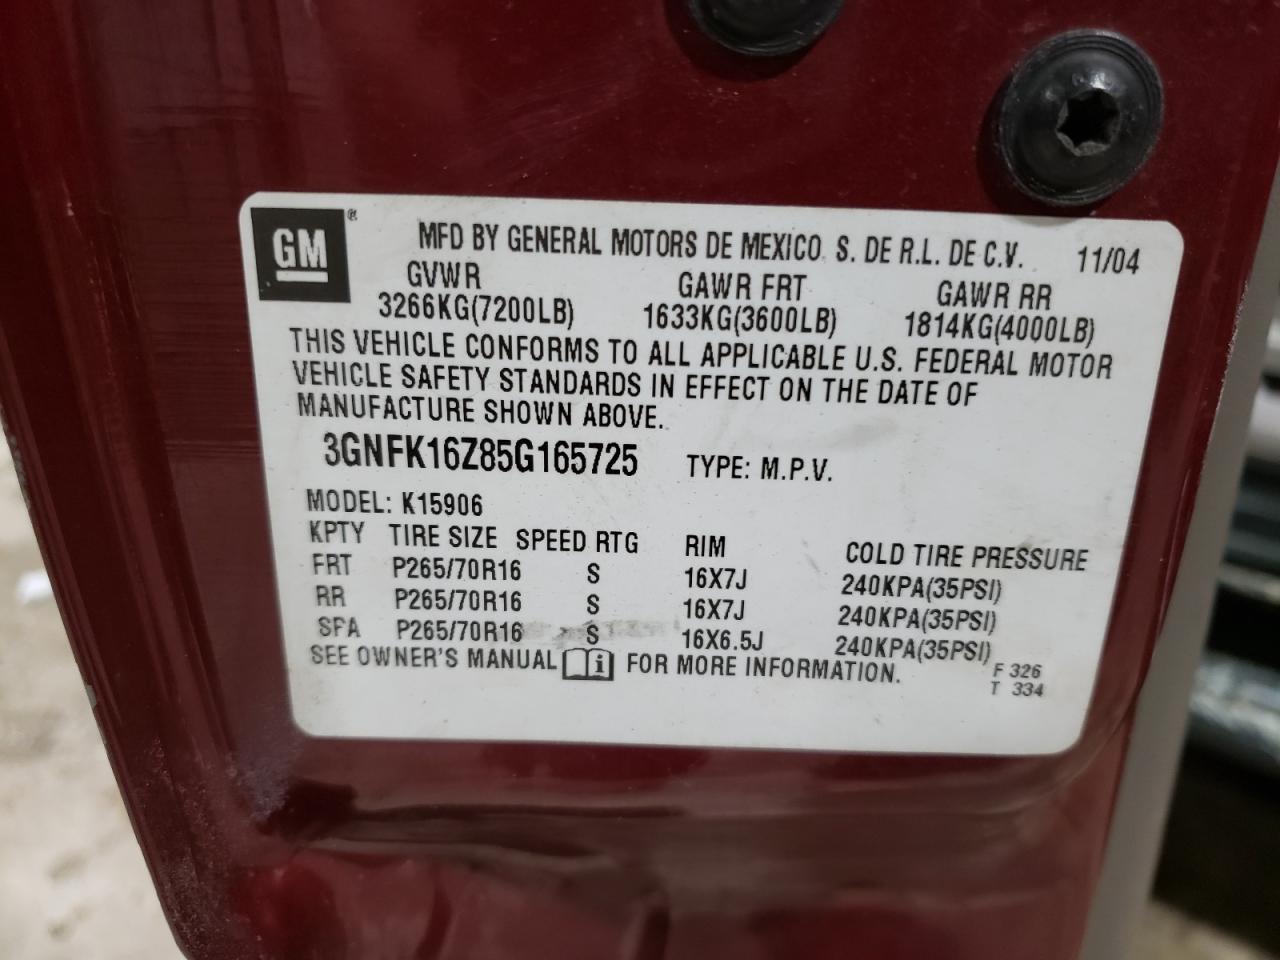 GM ®
MFD BY GENERAL MOTORS DE MEXICO S. DE R.L. DE C.V. 11/04
GVWR GAWR FRT GAWR RR
3266KG(7200LB) 1633KG(3600LB) 1814KG(4000LB)
THIS VEHICLE CONFORMS TO ALL APPLICABLE U.S. FEDERAL MOTOR
VEHICLE SAFETY STANDARDS IN EFFECT ON THE DATE OF
MANUFACTURE SHOWN ABOVE.
3GNFK16Z85G165725 TYPE: M.P.V.
MODEL: K15906
KPTY TIRE SIZE SPEED RTG RIM COLD TIRE PRESSURE
FRT P265/70R16 S 16X7J 240KPA(35PSI)
RR P265/70R16 S 16X7J 240KPA(35PSI)
SPA P265/70R16 S 16X6.5J 240KPA(35PSI)
SEE OWNER'S MANUAL i FOR MORE INFORMATION.
F 326
T 334